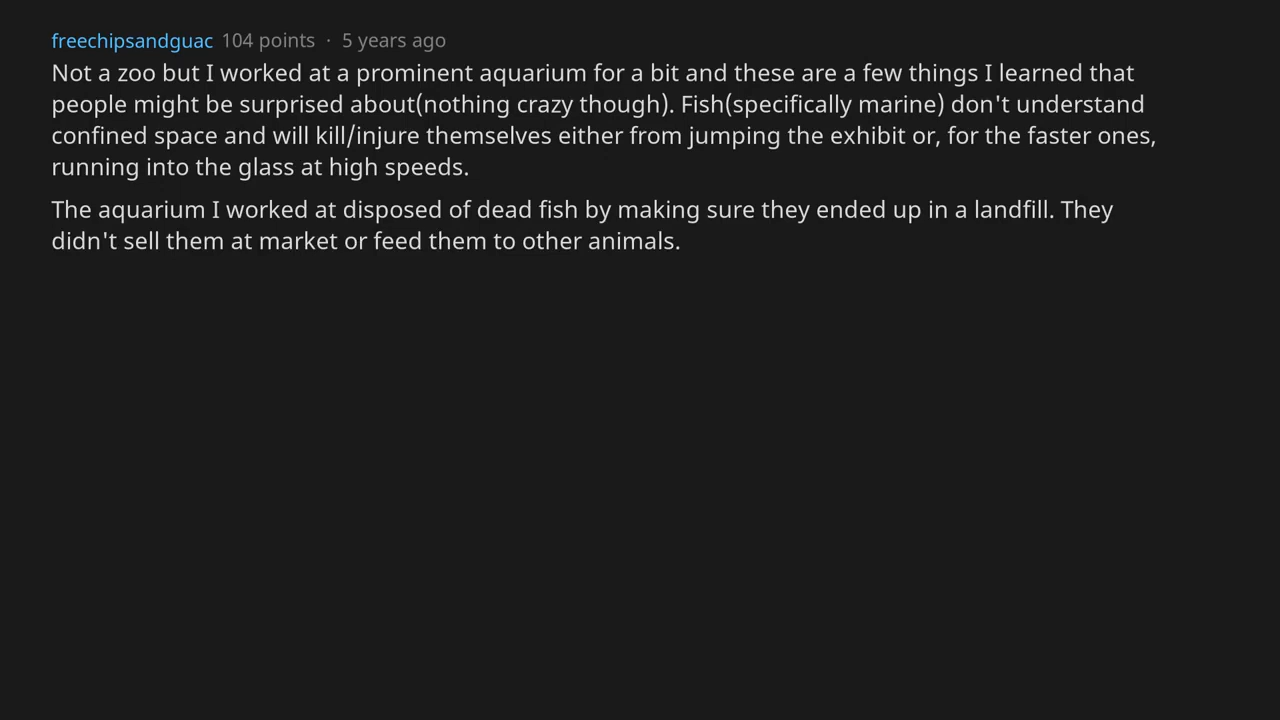 freechipsandguac 104 points · 5 years ago
Not a zoo but I worked at a prominent aquarium for a bit and these are a few things I learned that
people might be surprised about(nothing crazy though). Fish(specifically marine) don't understand
confined space and will kill/injure themselves either from jumping the exhibit or, for the faster ones,
running into the glass at high speeds.
The aquarium I worked at disposed of dead fish by making sure they ended up in a landfill. They
didn't sell them at market or feed them to other animals.